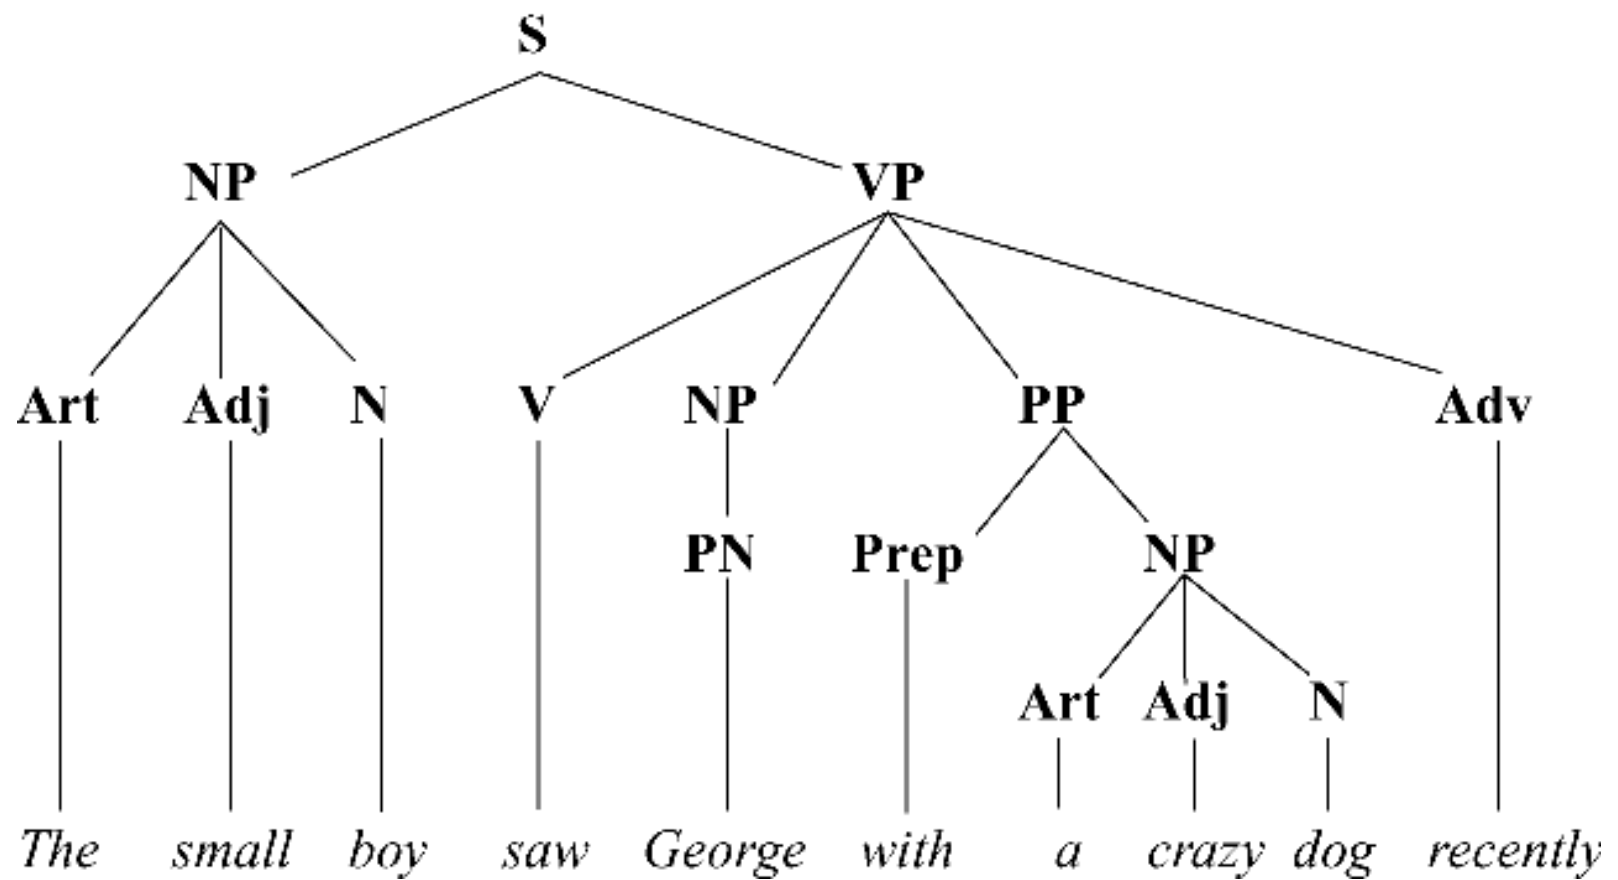 S
NP VP
Art Adj N V NP PP Adv
PN Prep NP
Art Adj N
The small boy saw George with a crazy dog recently